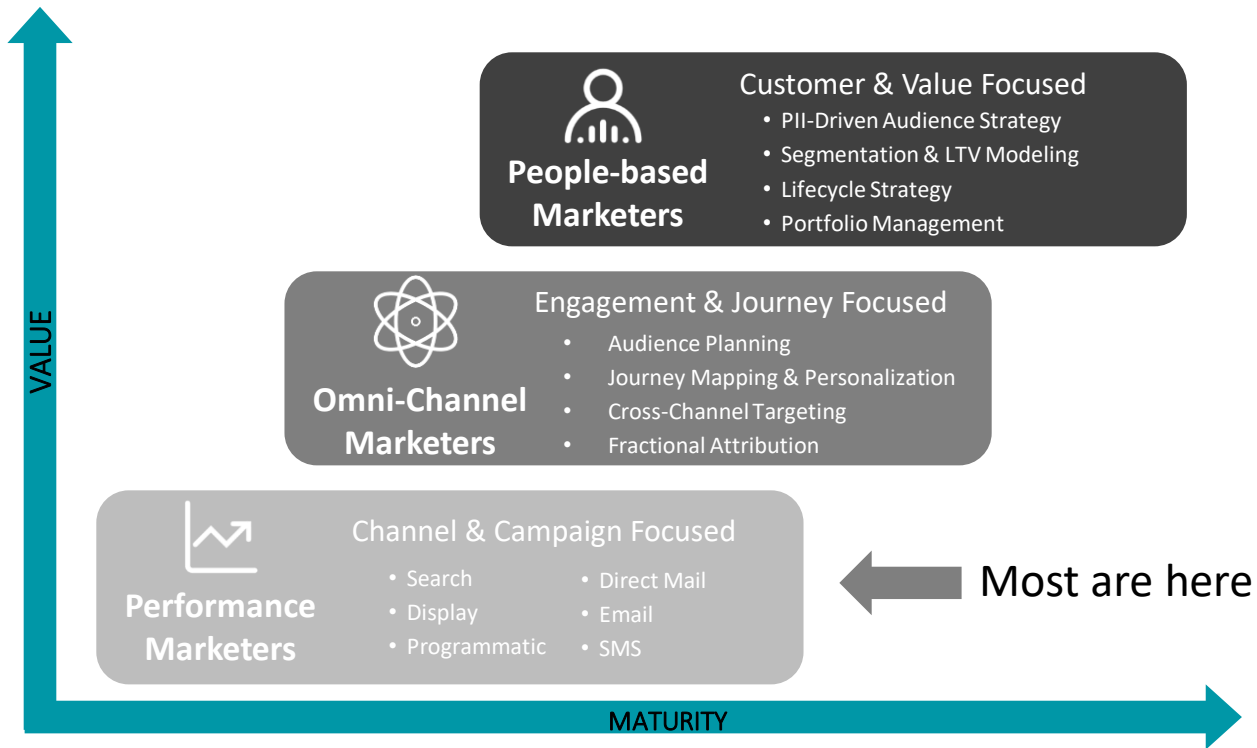 VALUE
People-based
Marketers
Customer & Value Focused
• PII-Driven Audience Strategy
• Segmentation & LTV Modeling
• Lifecycle Strategy
• Portfolio Management
Omni-Channel
Marketers
Engagement & Journey Focused
• Audience Planning
• Journey Mapping & Personalization
• Cross-Channel Targeting
• Fractional Attribution
Performance
Marketers
Channel & Campaign Focused
• Search
• Display
• Programmatic
• Direct Mail
• Email
• SMS
Most are here
MATURITY